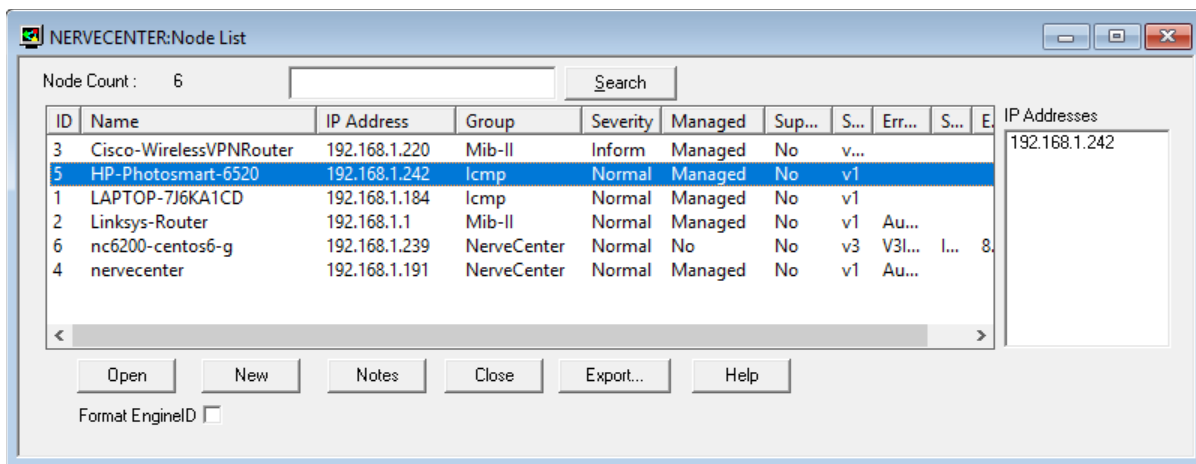 NERVECENTER:Node List
Node Count : 6 Search
ID Name IP Address Group Severity Managed Sup... S... Err... S... E. IP Addresses
3 Cisco-WirelessVPNRouter 192.168.1.220 Mib-II Inform Managed No v... 192.168.1.242
5 HP-Photosmart-6520 192.168.1.242 Icmp Normal Managed No v1
1 LAPTOP-7J6KA1CD 192.168.1.184 Icmp Normal Managed No v1
2 Linksys-Router 192.168.1.1 Mib-II Normal Managed No v1 Au...
6 nc6200-centos6-g 192.168.1.239 NerveCenter Normal No No v3 V3I... I... 8.
4 nervecenter 192.168.1.191 NerveCenter Normal Managed No v1 Au...
Open New Notes Close Export... Help
Format EngineID